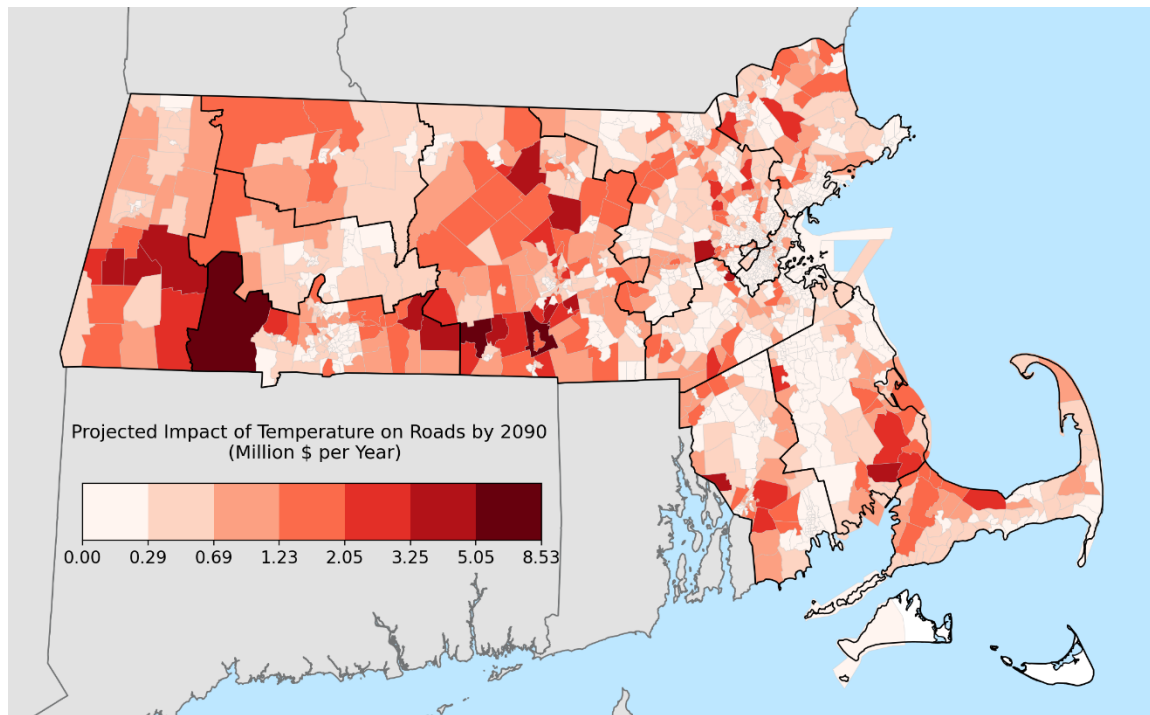 Projected Impact of Temperature on Roads by 2090
(Million $ per Year)
0.00 0.29 0.69 1.23 2.05 3.25 5.05 8.53